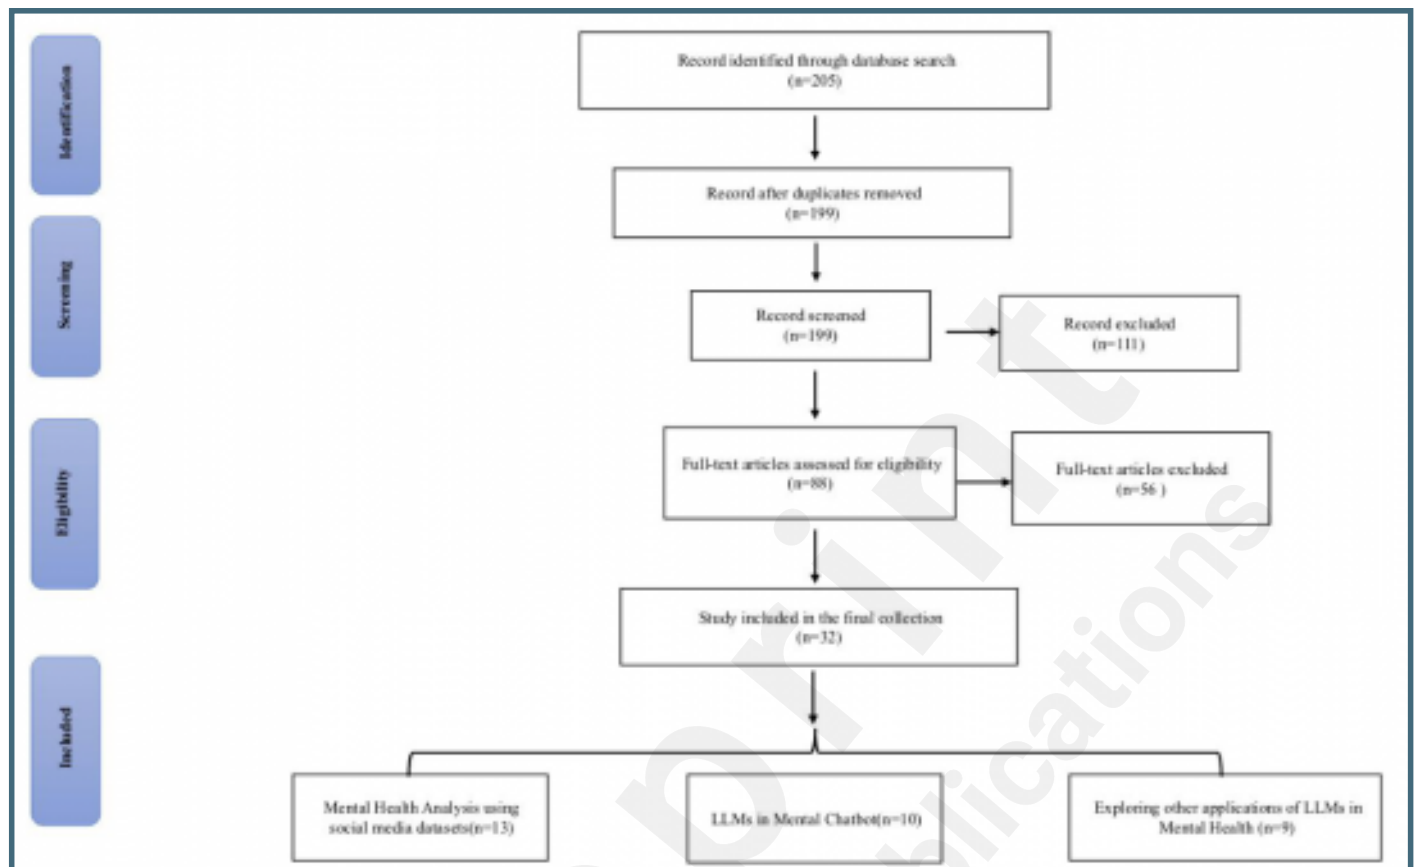 Identification
Record identified through database search
(n=205)
Record after duplicates removed
(n=199)
Screening
Record screened
(n=199)
Record excluded
(n=111)
Eligibility
Full-text articles assessed for eligibility
(n=88)
Full-text articles excluded
(n=56 )
Study included in the final collection
(n=32)
Included
Mental Health Analysis using
social media datasets(n=13)
LLMs in Mental Chatbot(n=10)
Exploring other applications of LLMs in
Mental Health (n=9)
print
blications